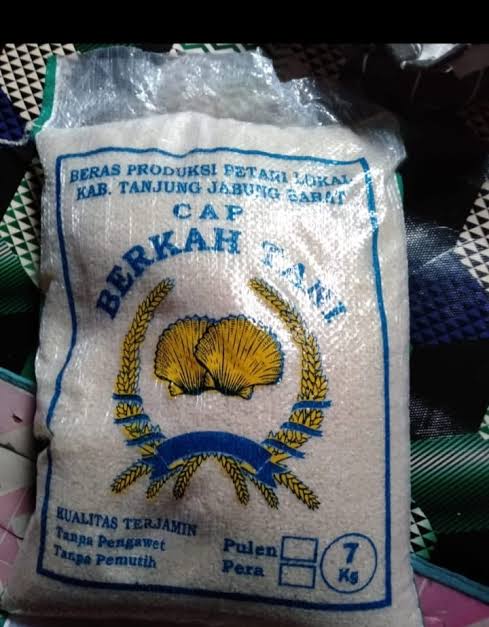 BERAS PRODUKSI PETANI LOKAL
KAB. TANJUNG JABUNG BARAT
CAP
BERKAH TANI
KUALITAS TERJAMIN
Tanpa Pengawet
Tanpa Pemutih
Pulen
Pera
7
Kg